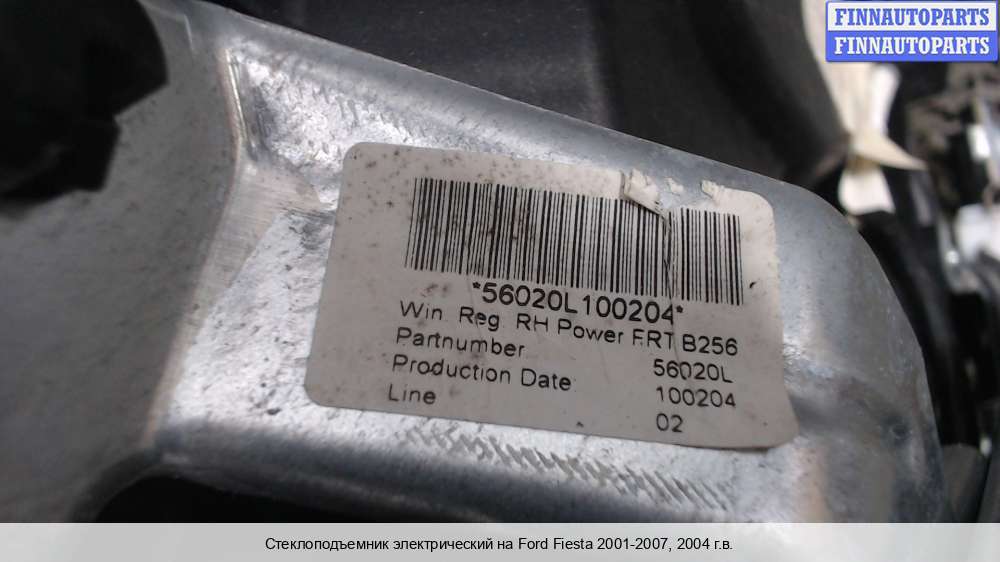 FINNAUTOPARTS
FINNAUTOPARTS
*56020L100204*
Win. Reg. RH Power FRT B256
Partnumber 56020L
Production Date 100204
Line 02
Стеклоподъемник электрический на Ford Fiesta 2001-2007, 2004 г.в.